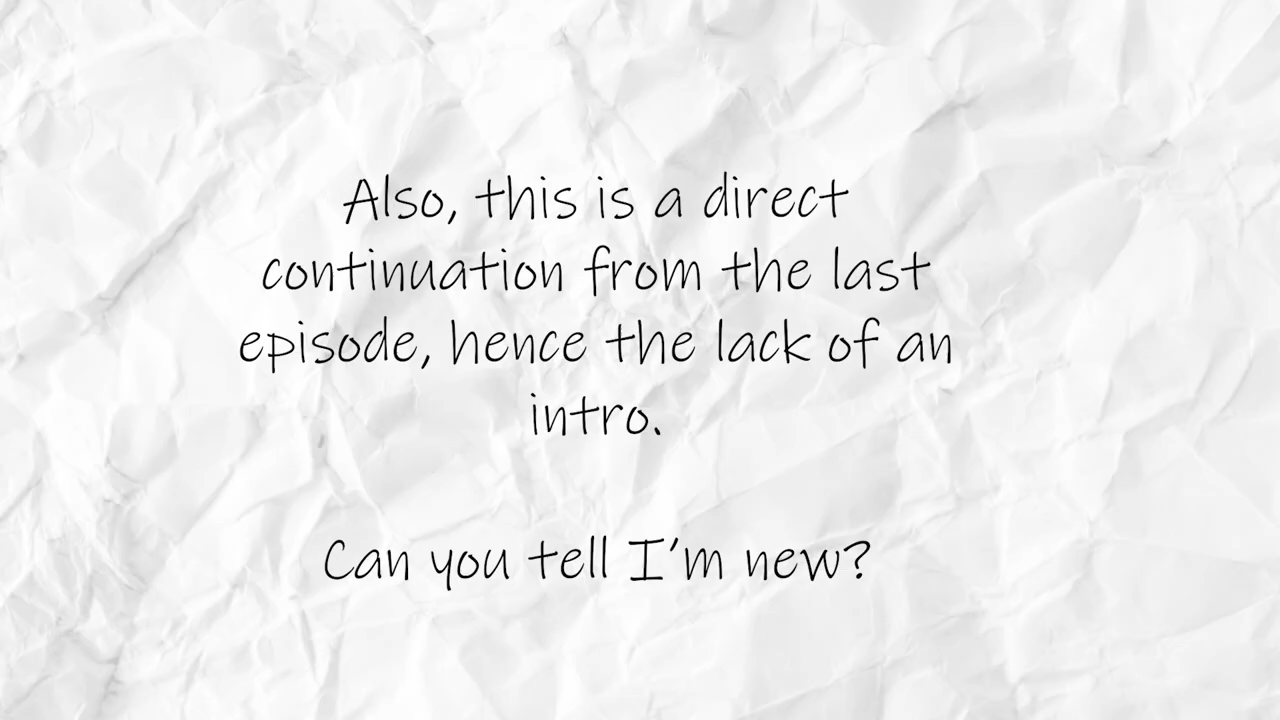 Also, this is a direct
continuation from the last
episode, hence the lack of an
intro.
Can you tell I'm new?